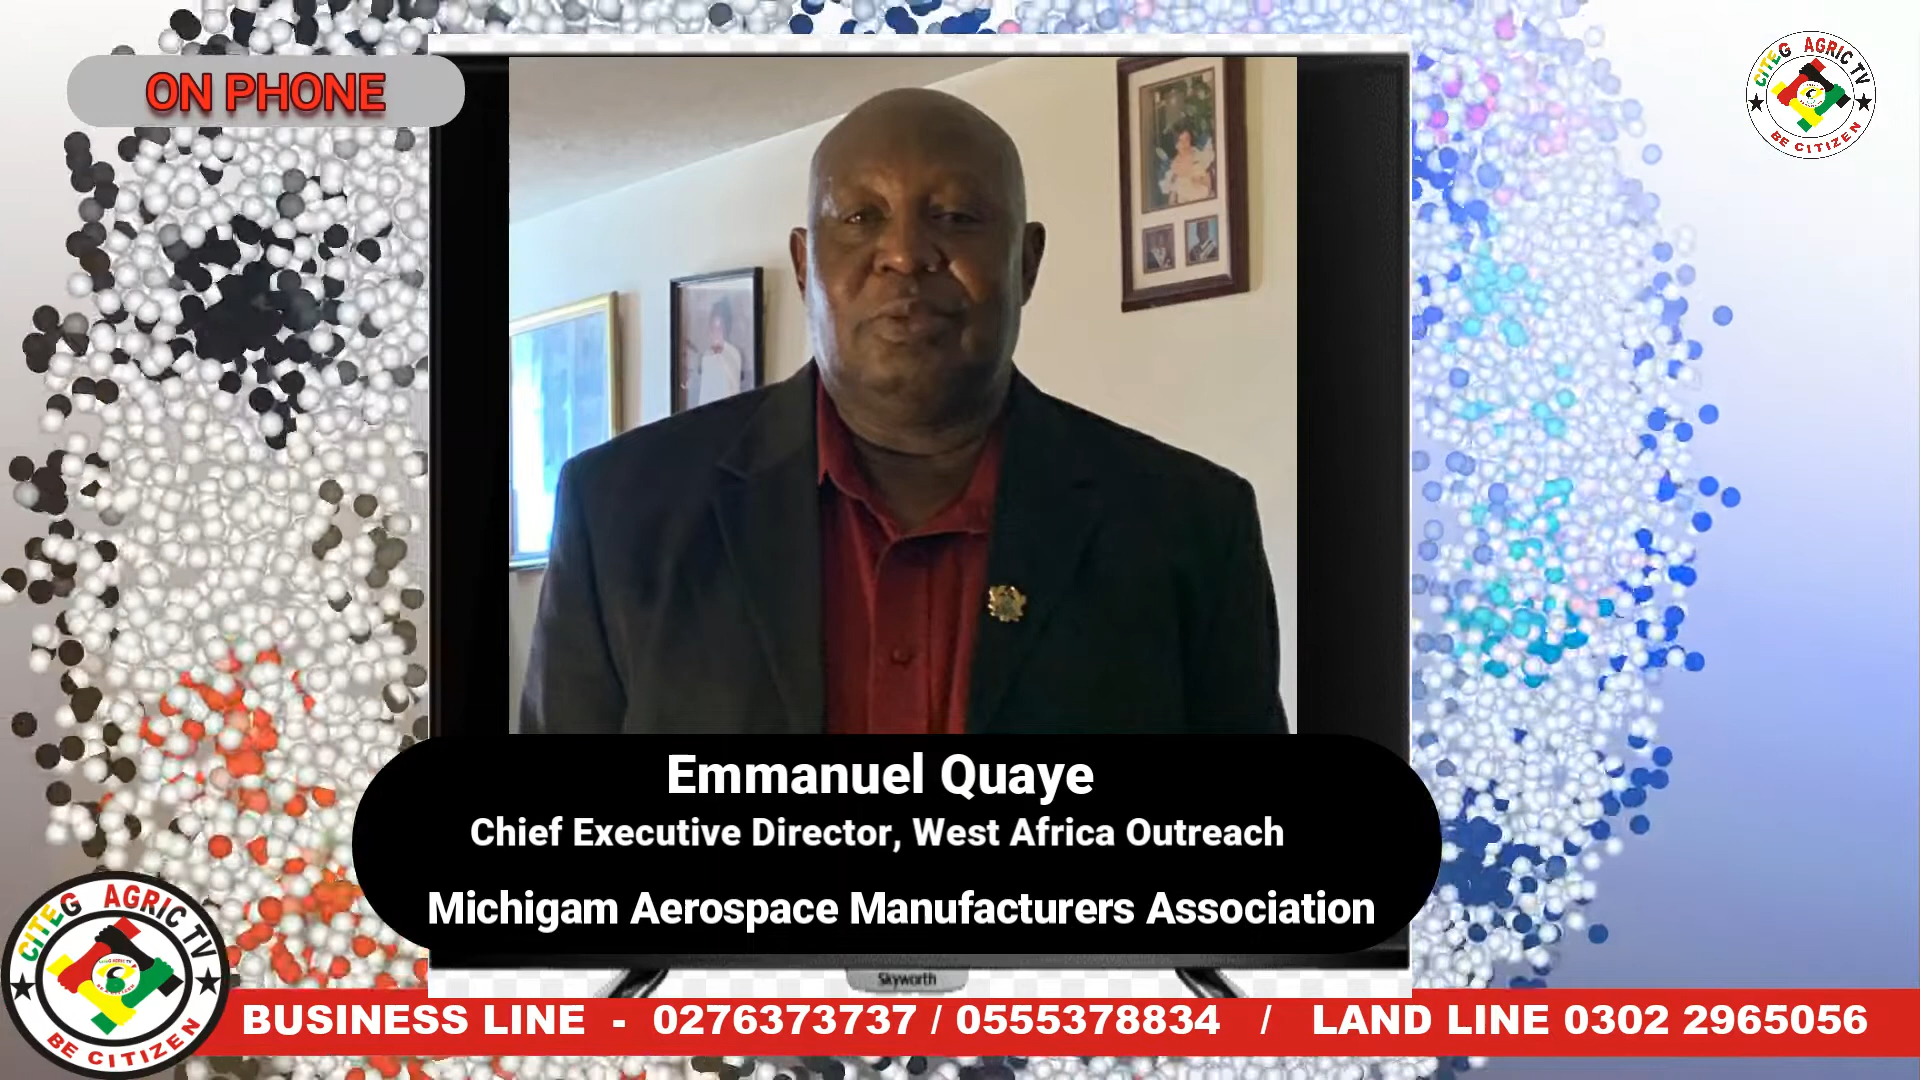 ON PHONE
CITEG AGRIC TV
BE CITIZEN
Emmanuel Quaye
Chief Executive Director, West Africa Outreach
Michigam Aerospace Manufacturers Association
Skyworth
CITEG AGRIC TV
BE CITIZEN
BUSINESS LINE - 0276373737 / 0555378834 / LAND LINE 0302 2965056